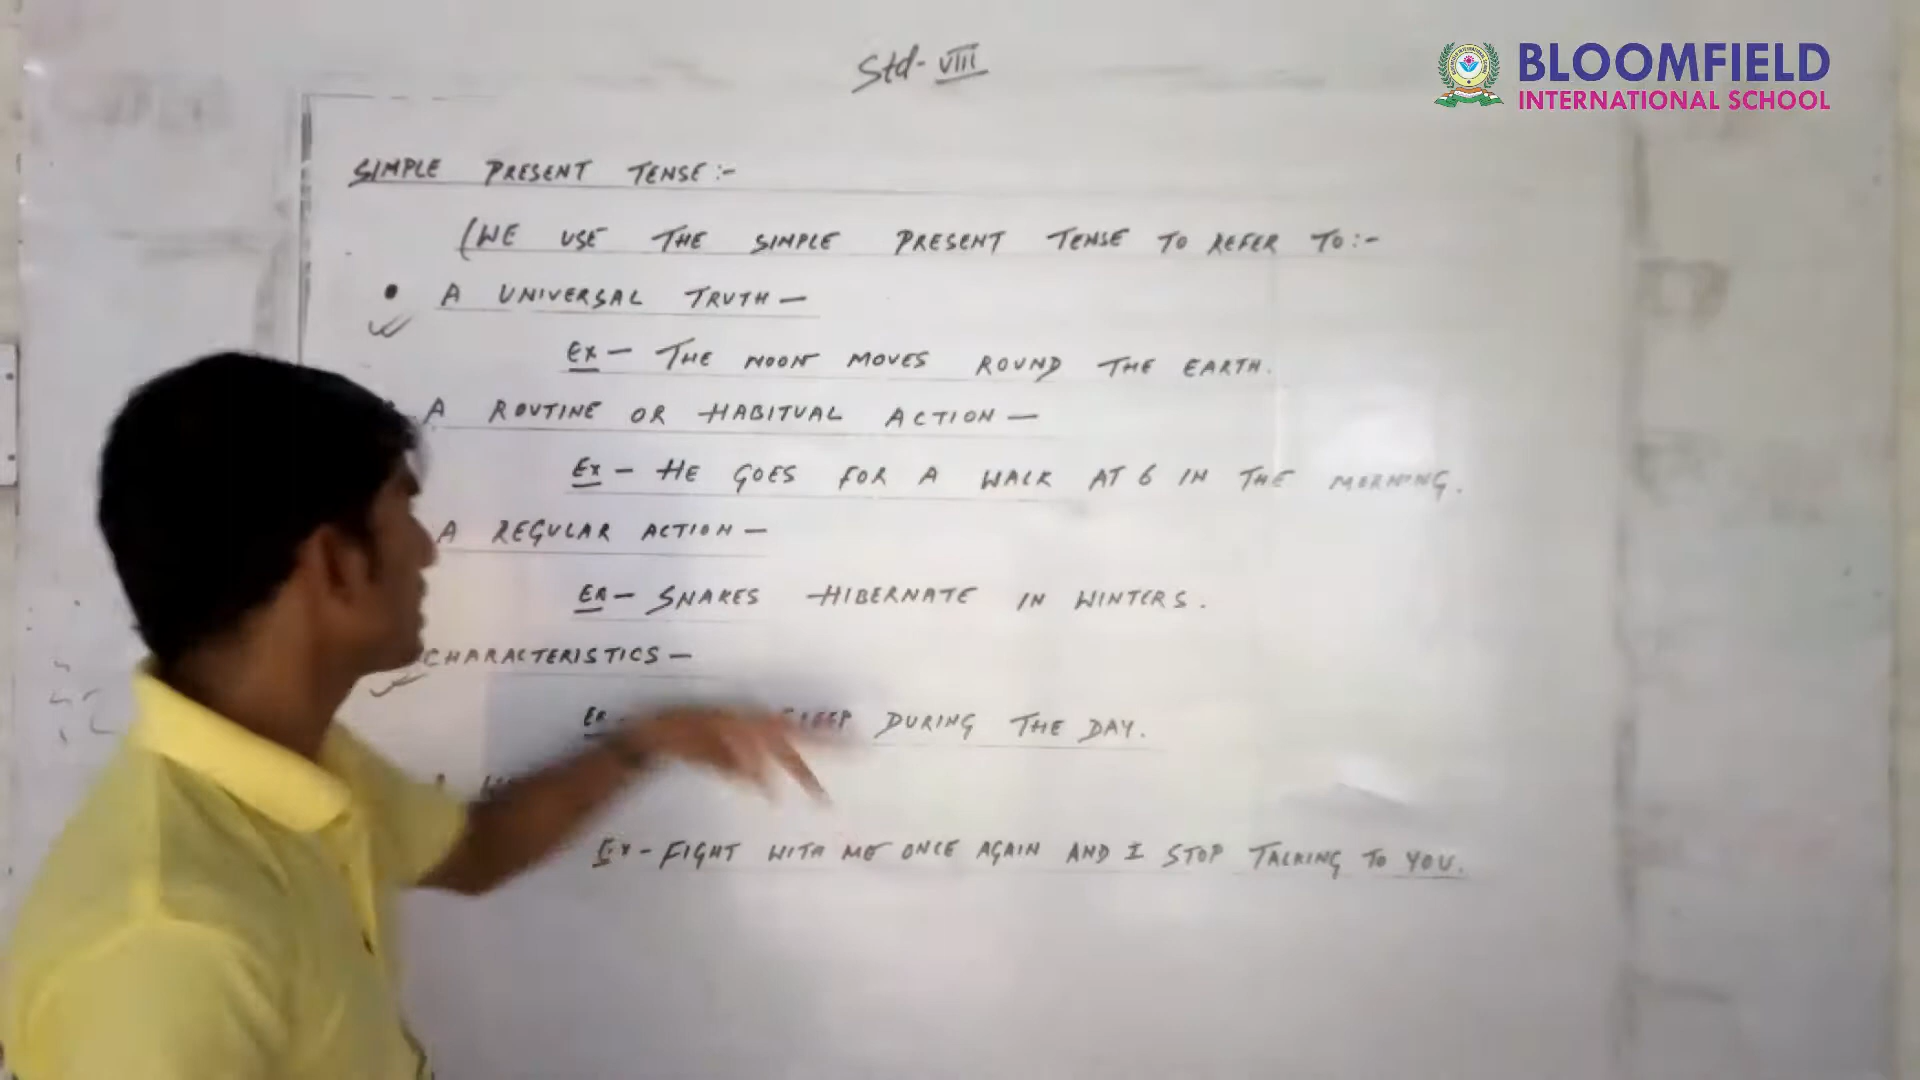 Std- VIII
BLOOMFIELD
INTERNATIONAL SCHOOL
SIMPLE PRESENT TENSE:-
(WE USE THE SIMPLE PRESENT TENSE TO REFER TO:-
• A UNIVERSAL TRUTH —
Ex — THE MOON MOVES ROUND THE EARTH.
A ROUTINE OR HABITUAL ACTION —
Ex — HE GOES FOR A WALK AT 6 IN THE MORNING.
A REGULAR ACTION —
Ex — SNAKES HIBERNATE IN WINTERS.
CHARACTERISTICS —
Ex - SLEEP DURING THE DAY.
Ex - FIGHT WITH ME ONCE AGAIN AND I STOP TALKING TO YOU.